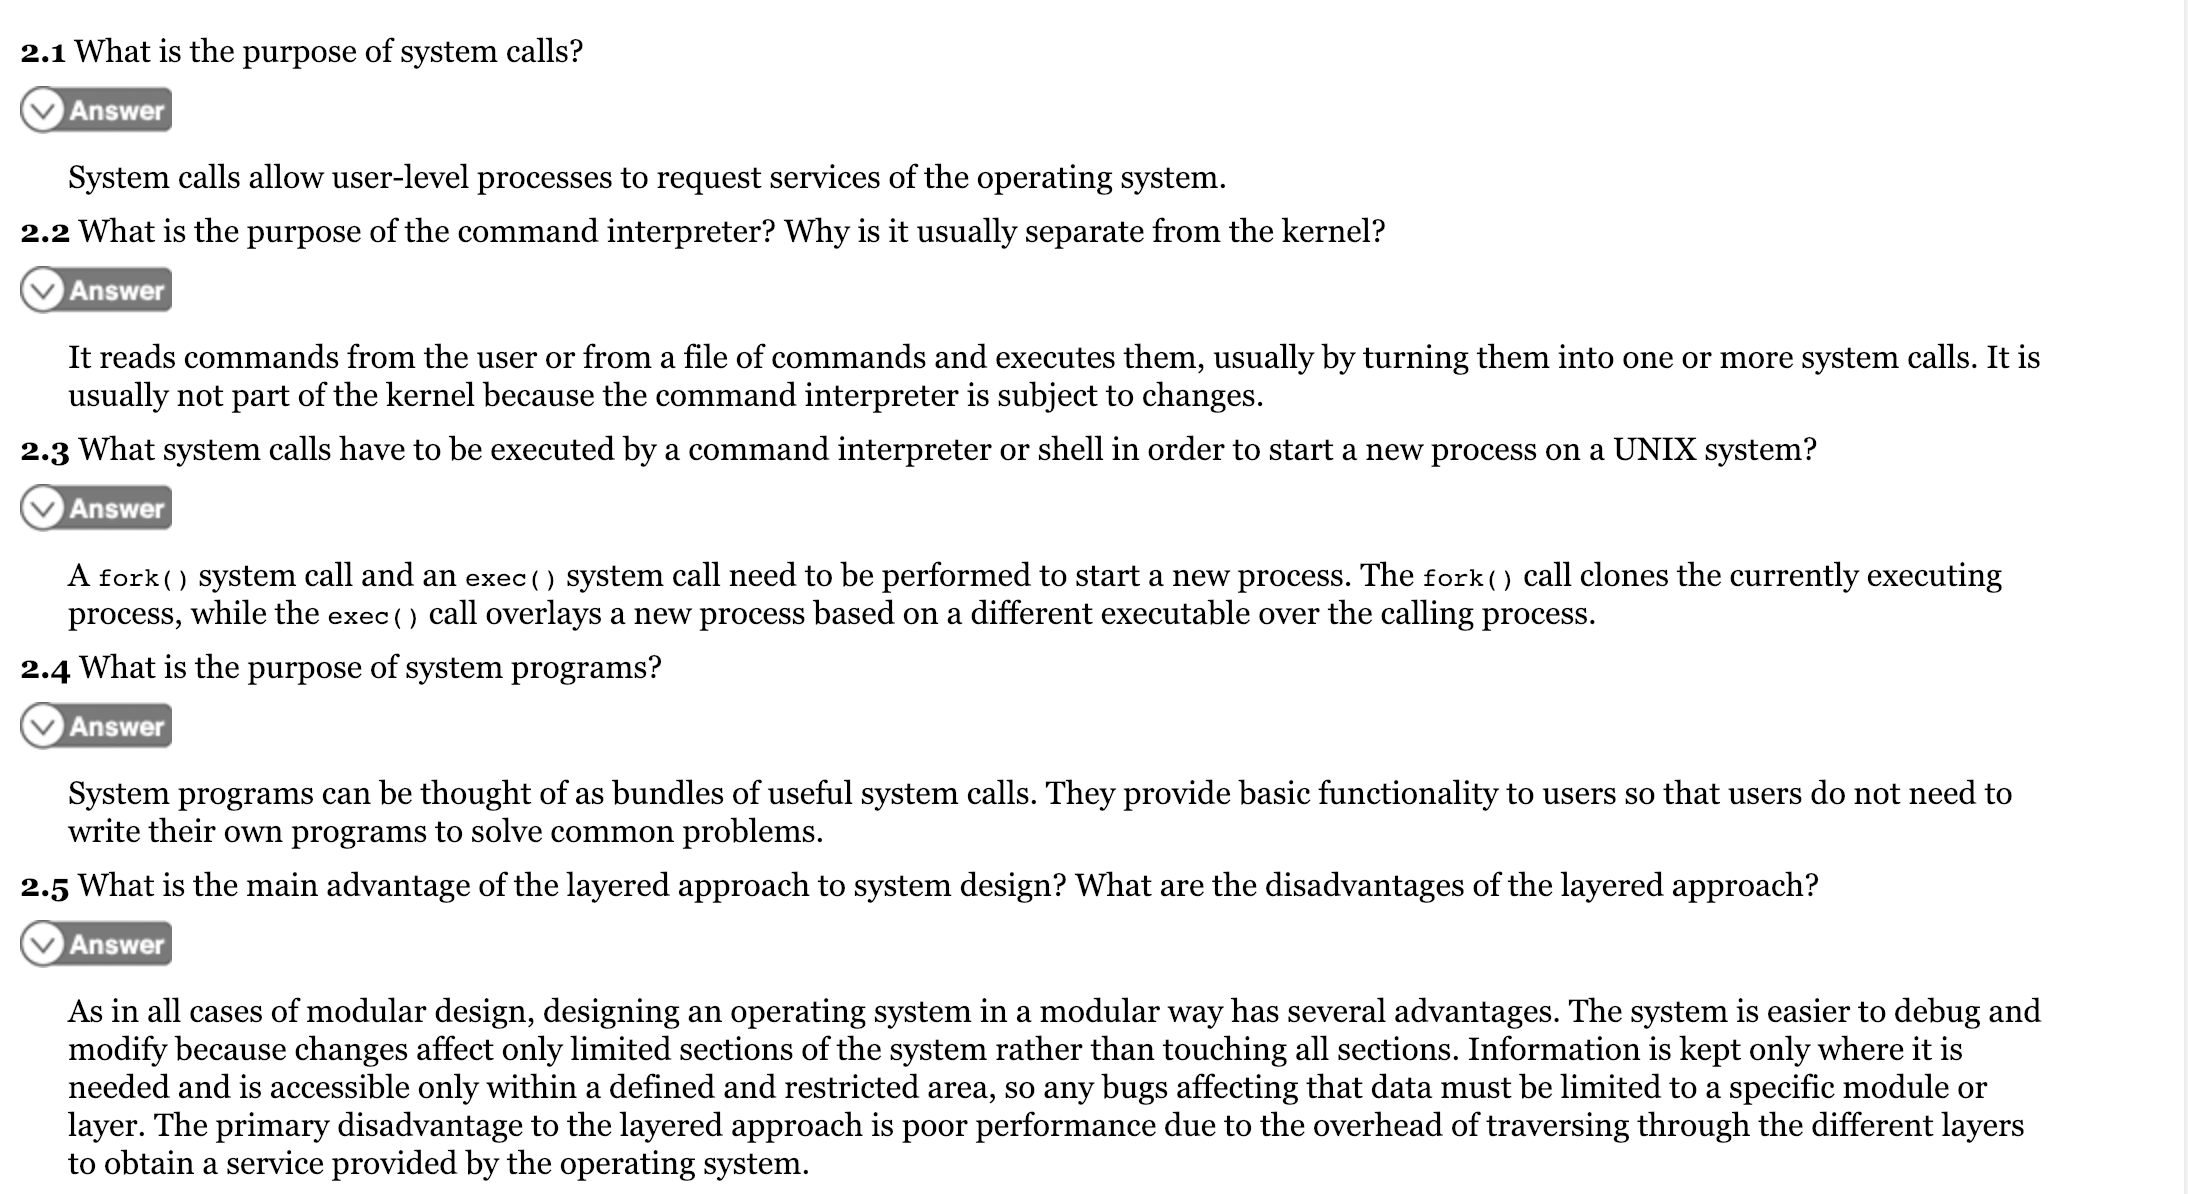 2.1 What is the purpose of system calls?
Answer
System calls allow user-level processes to request services of the operating system.
2.2 What is the purpose of the command interpreter? Why is it usually separate from the kernel?
Answer
It reads commands from the user or from a file of commands and executes them, usually by turning them into one or more system calls. It is
usually not part of the kernel because the command interpreter is subject to changes.
2.3 What system calls have to be executed by a command interpreter or shell in order to start a new process on a UNIX system?
Answer
A fork() system call and an exec() system call need to be performed to start a new process. The fork() call clones the currently executing
process, while the exec() call overlays a new process based on a different executable over the calling process.
2.4 What is the purpose of system programs?
Answer
System programs can be thought of as bundles of useful system calls. They provide basic functionality to users so that users do not need to
write their own programs to solve common problems.
2.5 What is the main advantage of the layered approach to system design? What are the disadvantages of the layered approach?
Answer
As in all cases of modular design, designing an operating system in a modular way has several advantages. The system is easier to debug and
modify because changes affect only limited sections of the system rather than touching all sections. Information is kept only where it is
needed and is accessible only within a defined and restricted area, so any bugs affecting that data must be limited to a specific module or
layer. The primary disadvantage to the layered approach is poor performance due to the overhead of traversing through the different layers
to obtain a service provided by the operating system.